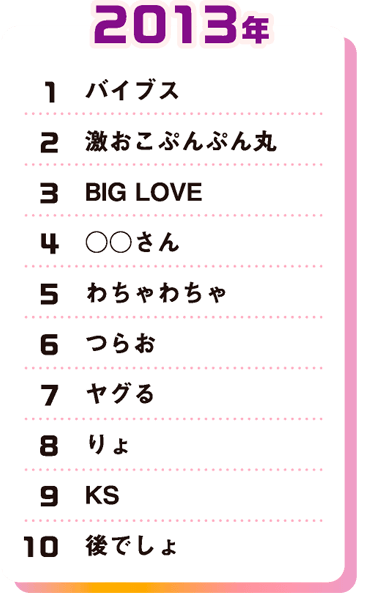 2013年
1 バイブス
2 激おこぷんぷん丸
3 BIG LOVE
4 ○○さん
5 わちゃわちゃ
6 つらお
7 ヤグる
8 りょ
9 KS
10 後でしょ